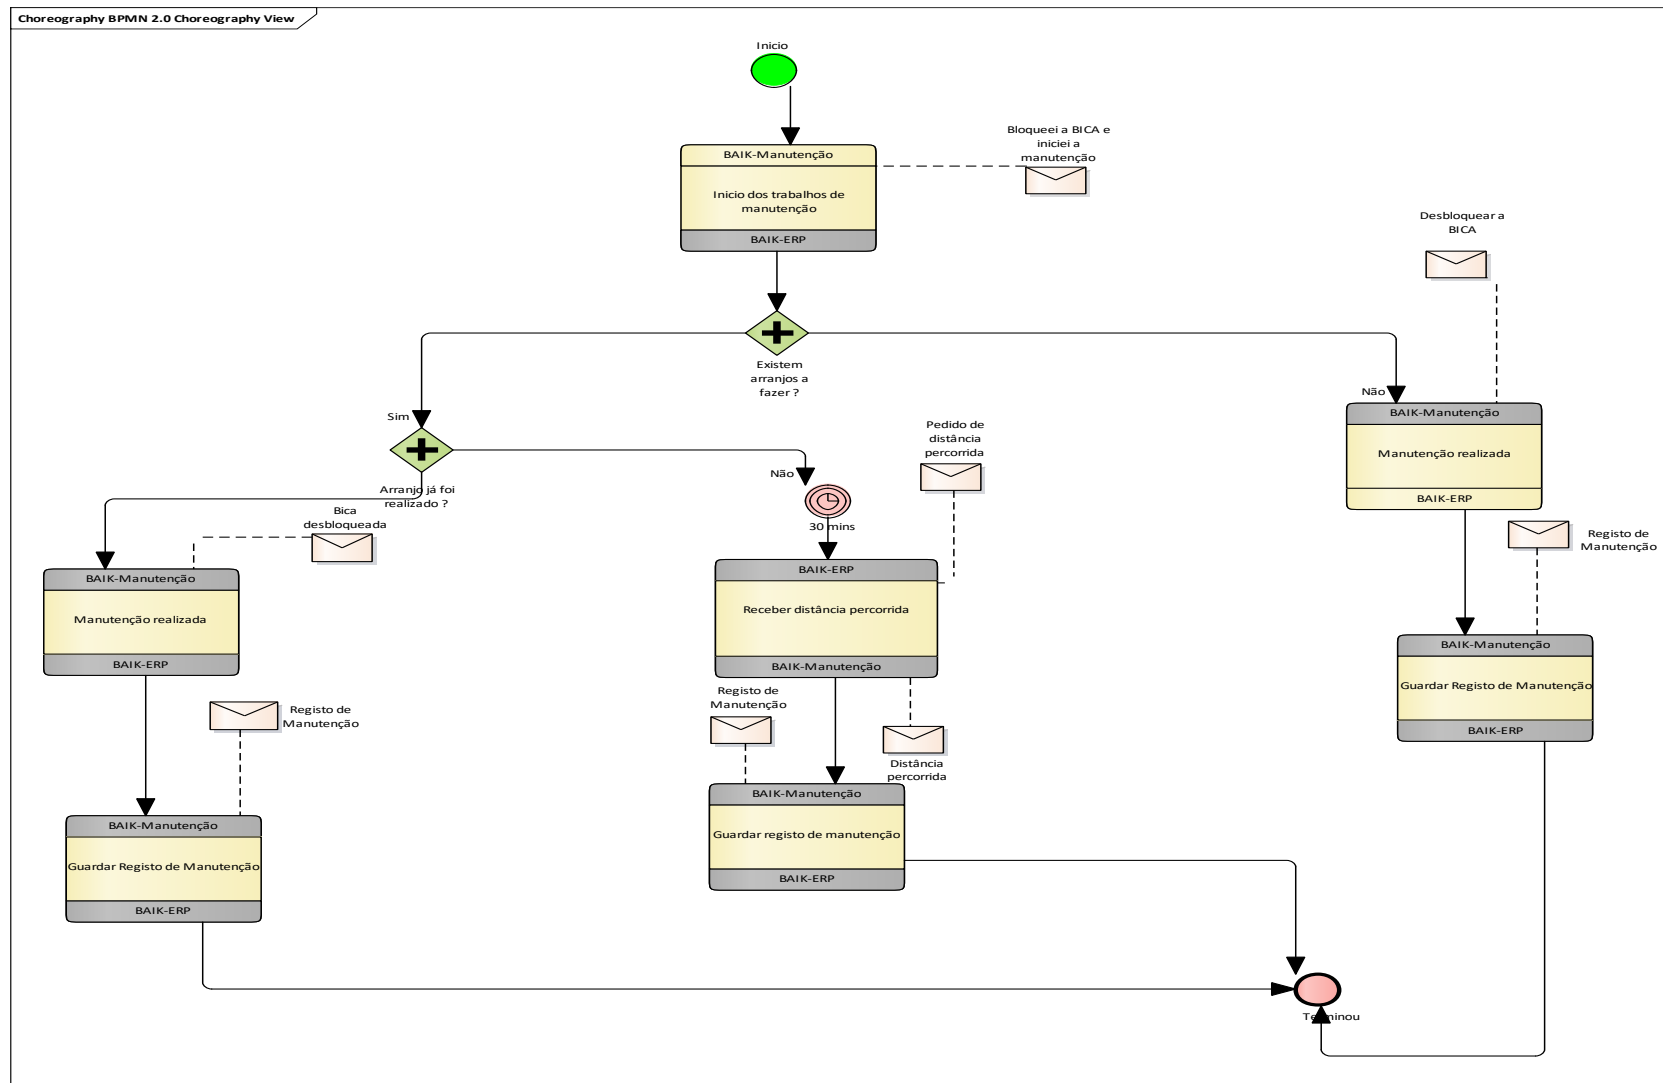 Choreography BPMN 2.0 Choreography View
Inicio
BAIK-Manutenção
Inicio dos trabalhos de
manutenção
BAIK-ERP
Bloqueei a BICA e
iniciei a
manutenção
Desbloquear a
BICA
Existem
arranjos a
fazer ?
Sim
Não
BAIK-Manutenção
Manutenção realizada
BAIK-ERP
Arranjo já foi
realizado ?
Não
30 mins
Pedido de
distância
percorrida
Bica
desbloqueada
BAIK-Manutenção
Manutenção realizada
BAIK-ERP
BAIK-ERP
Receber distância percorrida
BAIK-Manutenção
Registo de
Manutenção
BAIK-Manutenção
Guardar Registo de Manutenção
BAIK-ERP
Registo de
Manutenção
Registo de
Manutenção
Distância
percorrida
BAIK-Manutenção
Guardar registo de manutenção
BAIK-ERP
BAIK-Manutenção
Guardar Registo de Manutenção
BAIK-ERP
Terminou